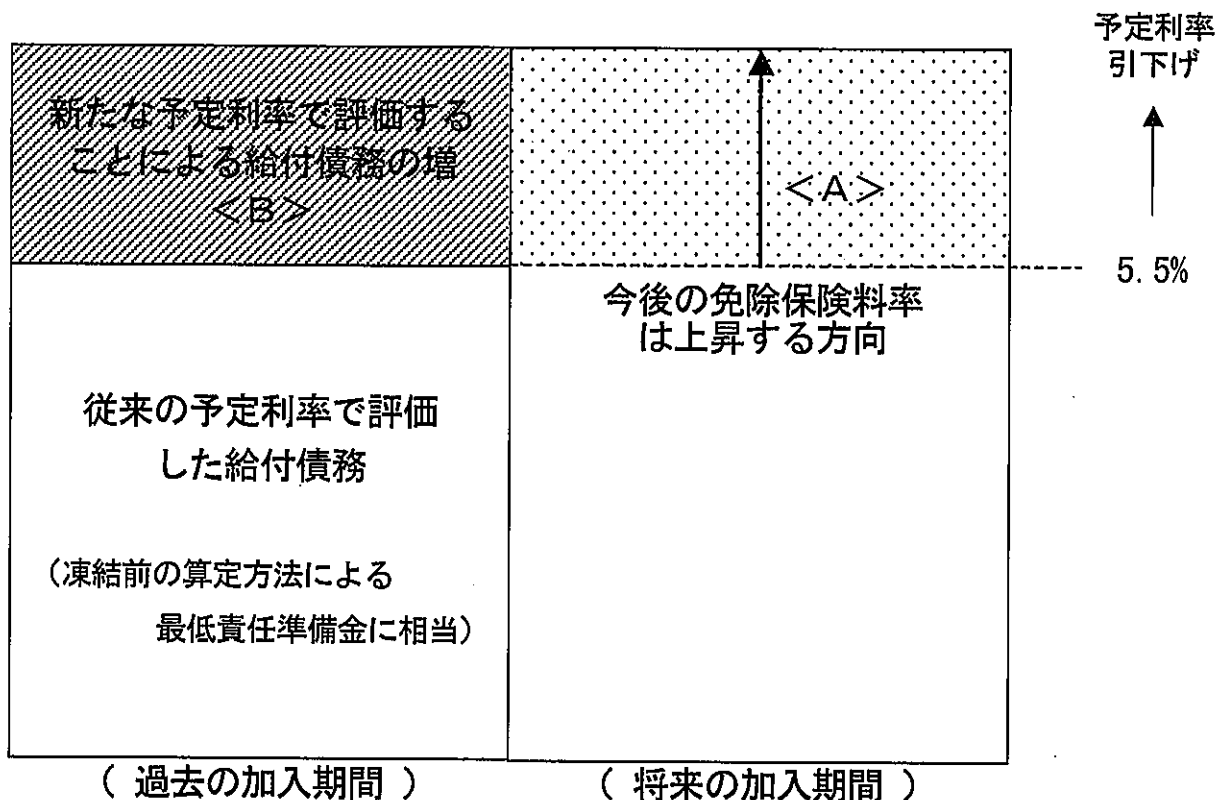 予定利率
引下げ
新たな予定利率で評価する
ことによる給付債務の増
<B>
<A>
5.5%
今後の免除保険料率
は上昇する方向
従来の予定利率で評価
した給付債務
(凍結前の算定方法による
最低責任準備金に相当)
( 過去の加入期間 )
( 将来の加入期間 )